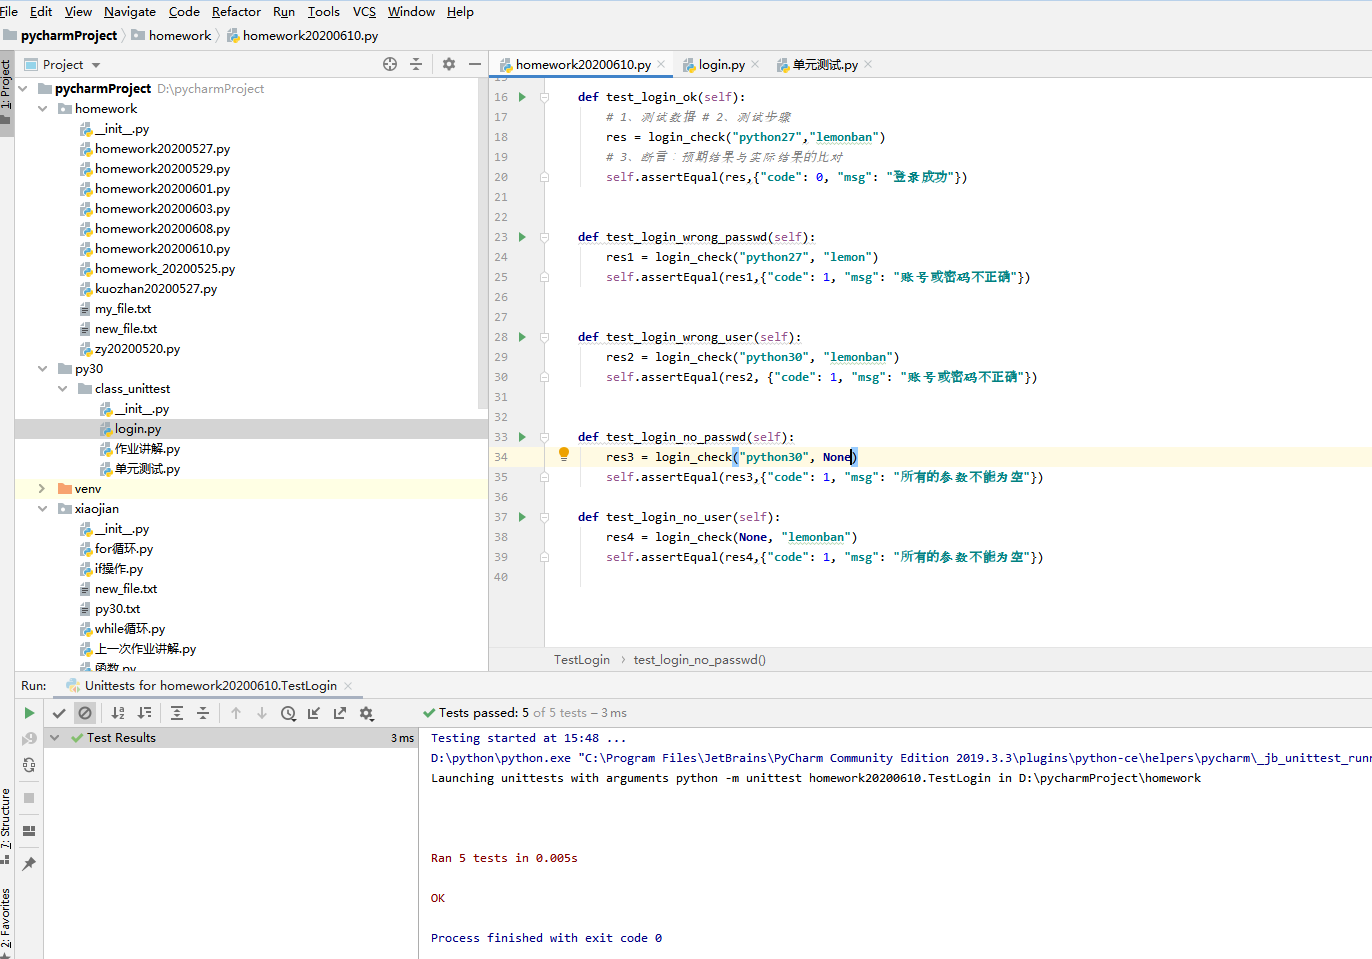 File Edit View Navigate Code Refactor Run Tools VCS Window Help
pycharmProject homework homework20200610.py
1: Project
Project
pycharmProject D:\pycharmProject
homework
__init__.py
homework20200527.py
homework20200529.py
homework20200601.py
homework20200603.py
homework20200608.py
homework20200610.py
homework_20200525.py
kuozhan20200527.py
my_file.txt
new_file.txt
zy20200520.py
py30
class_unittest
__init__.py
login.py
作业讲解.py
单元测试.py
venv
xiaojian
__init__.py
for循环.py
if操作.py
new_file.txt
py30.txt
while循环.py
上一次作业讲解.py
函数.py
homework20200610.py login.py 单元测试.py
15
16 def test_login_ok(self):
17 # 1、测试数据 # 2、测试步骤
18 res = login_check("python27","lemonban")
19 # 3、断言：预期结果与实际结果的比对
20 self.assertEqual(res,{"code": 0, "msg": "登录成功"})
21
22
23 def test_login_wrong_passwd(self):
24 res1 = login_check("python27", "lemon")
25 self.assertEqual(res1,{"code": 1, "msg": "账号或密码不正确"})
26
27
28 def test_login_wrong_user(self):
29 res2 = login_check("python30", "lemonban")
30 self.assertEqual(res2, {"code": 1, "msg": "账号或密码不正确"})
31
32
33 def test_login_no_passwd(self):
34 res3 = login_check("python30", None)
35 self.assertEqual(res3,{"code": 1, "msg": "所有的参数不能为空"})
36
37 def test_login_no_user(self):
38 res4 = login_check(None, "lemonban")
39 self.assertEqual(res4,{"code": 1, "msg": "所有的参数不能为空"})
40
TestLogin test_login_no_passwd()
Run: Unittests for homework20200610.TestLogin
Tests passed: 5 of 5 tests – 3 ms
Test Results 3 ms
Testing started at 15:48 ...
D:\python\python.exe "C:\Program Files\JetBrains\PyCharm Community Edition 2019.3.3\plugins\python-ce\helpers\pycharm\_jb_unittest_runn
Launching unittests with arguments python -m unittest homework20200610.TestLogin in D:\pycharmProject\homework
Ran 5 tests in 0.005s
OK
Process finished with exit code 0
7: Structure
2: Favorites